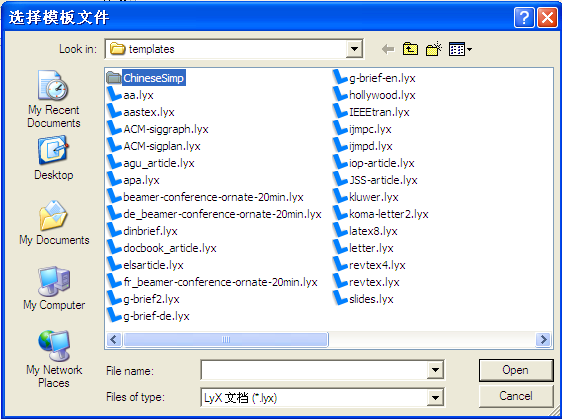 选择模板文件
Look in: templates
My Recent Documents
Desktop
My Documents
My Computer
My Network Places
ChineseSimp
aa.lyx
aastex.lyx
ACM-siggraph.lyx
ACM-sigplan.lyx
agu_article.lyx
apa.lyx
beamer-conference-ornate-20min.lyx
de_beamer-conference-ornate-20min.lyx
dinbrief.lyx
docbook_article.lyx
elsarticle.lyx
fr_beamer-conference-ornate-20min.lyx
g-brief2.lyx
g-brief-de.lyx
g-brief-en.lyx
hollywood.lyx
IEEEtran.lyx
ijmpc.lyx
ijmpd.lyx
iop-article.lyx
JSS-article.lyx
kluwer.lyx
koma-letter2.lyx
latex8.lyx
letter.lyx
revtex4.lyx
revtex.lyx
slides.lyx
File name:
Open
Files of type: LyX 文档 (*.lyx)
Cancel